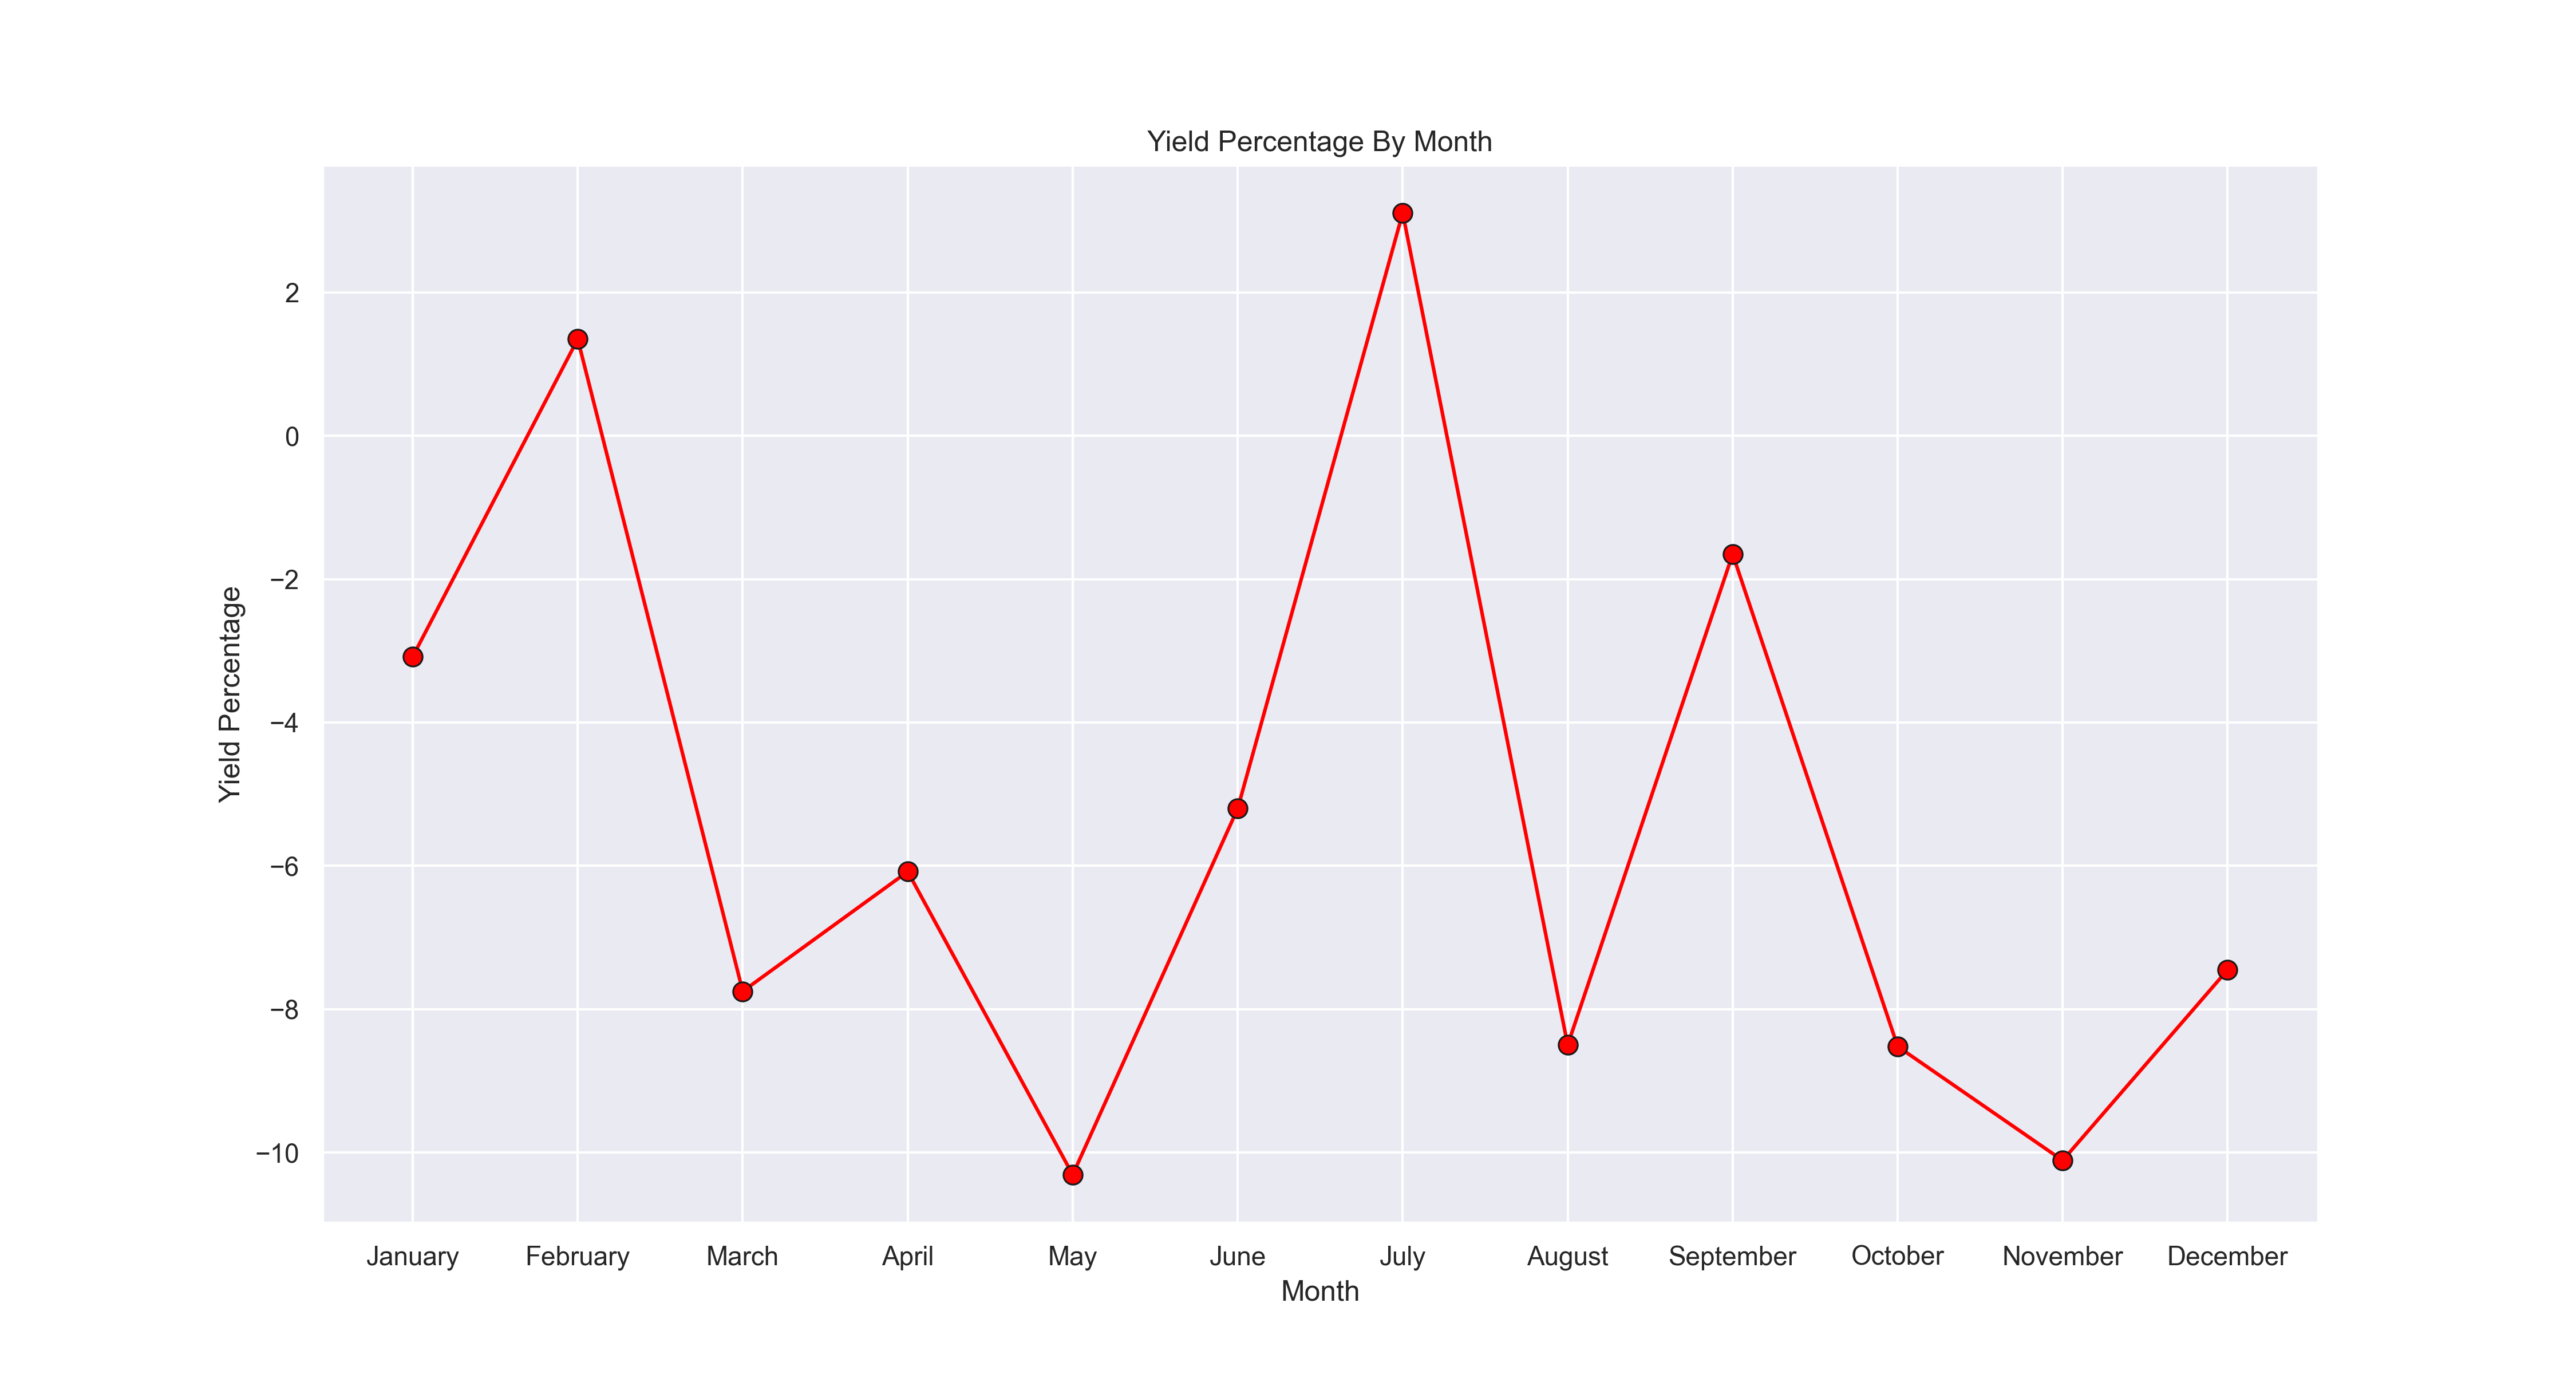 Yield Percentage By Month
Yield Percentage
2
0
−2
−4
−6
−8
−10
January February March April May June July August September October November December
Month